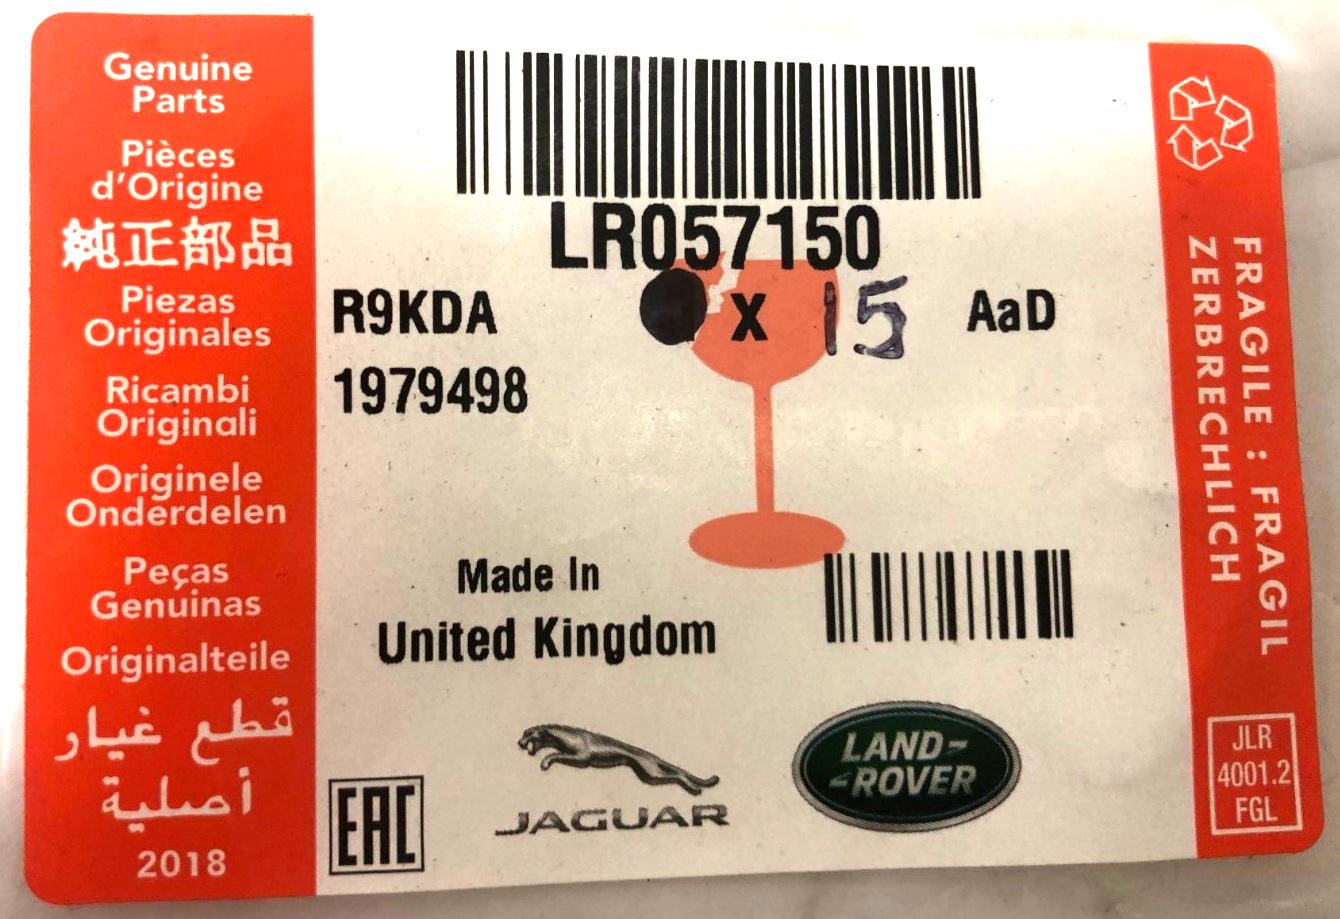 Genuine
Parts
Pièces
d'Origine
純正部品
Piezas
Originales
Ricambi
Originali
Originele
Onderdelen
Peças
Genuinas
Originalteile
قطع غيار
أصلية
2018
LR057150
R9KDA
x 15
AaD
1979498
Made In
United Kingdom
EAC
JAGUAR
LAND-
-ROVER
FRAGILE : FRAGIL
ZERBRECHLICH
JLR
4001.2
FGL